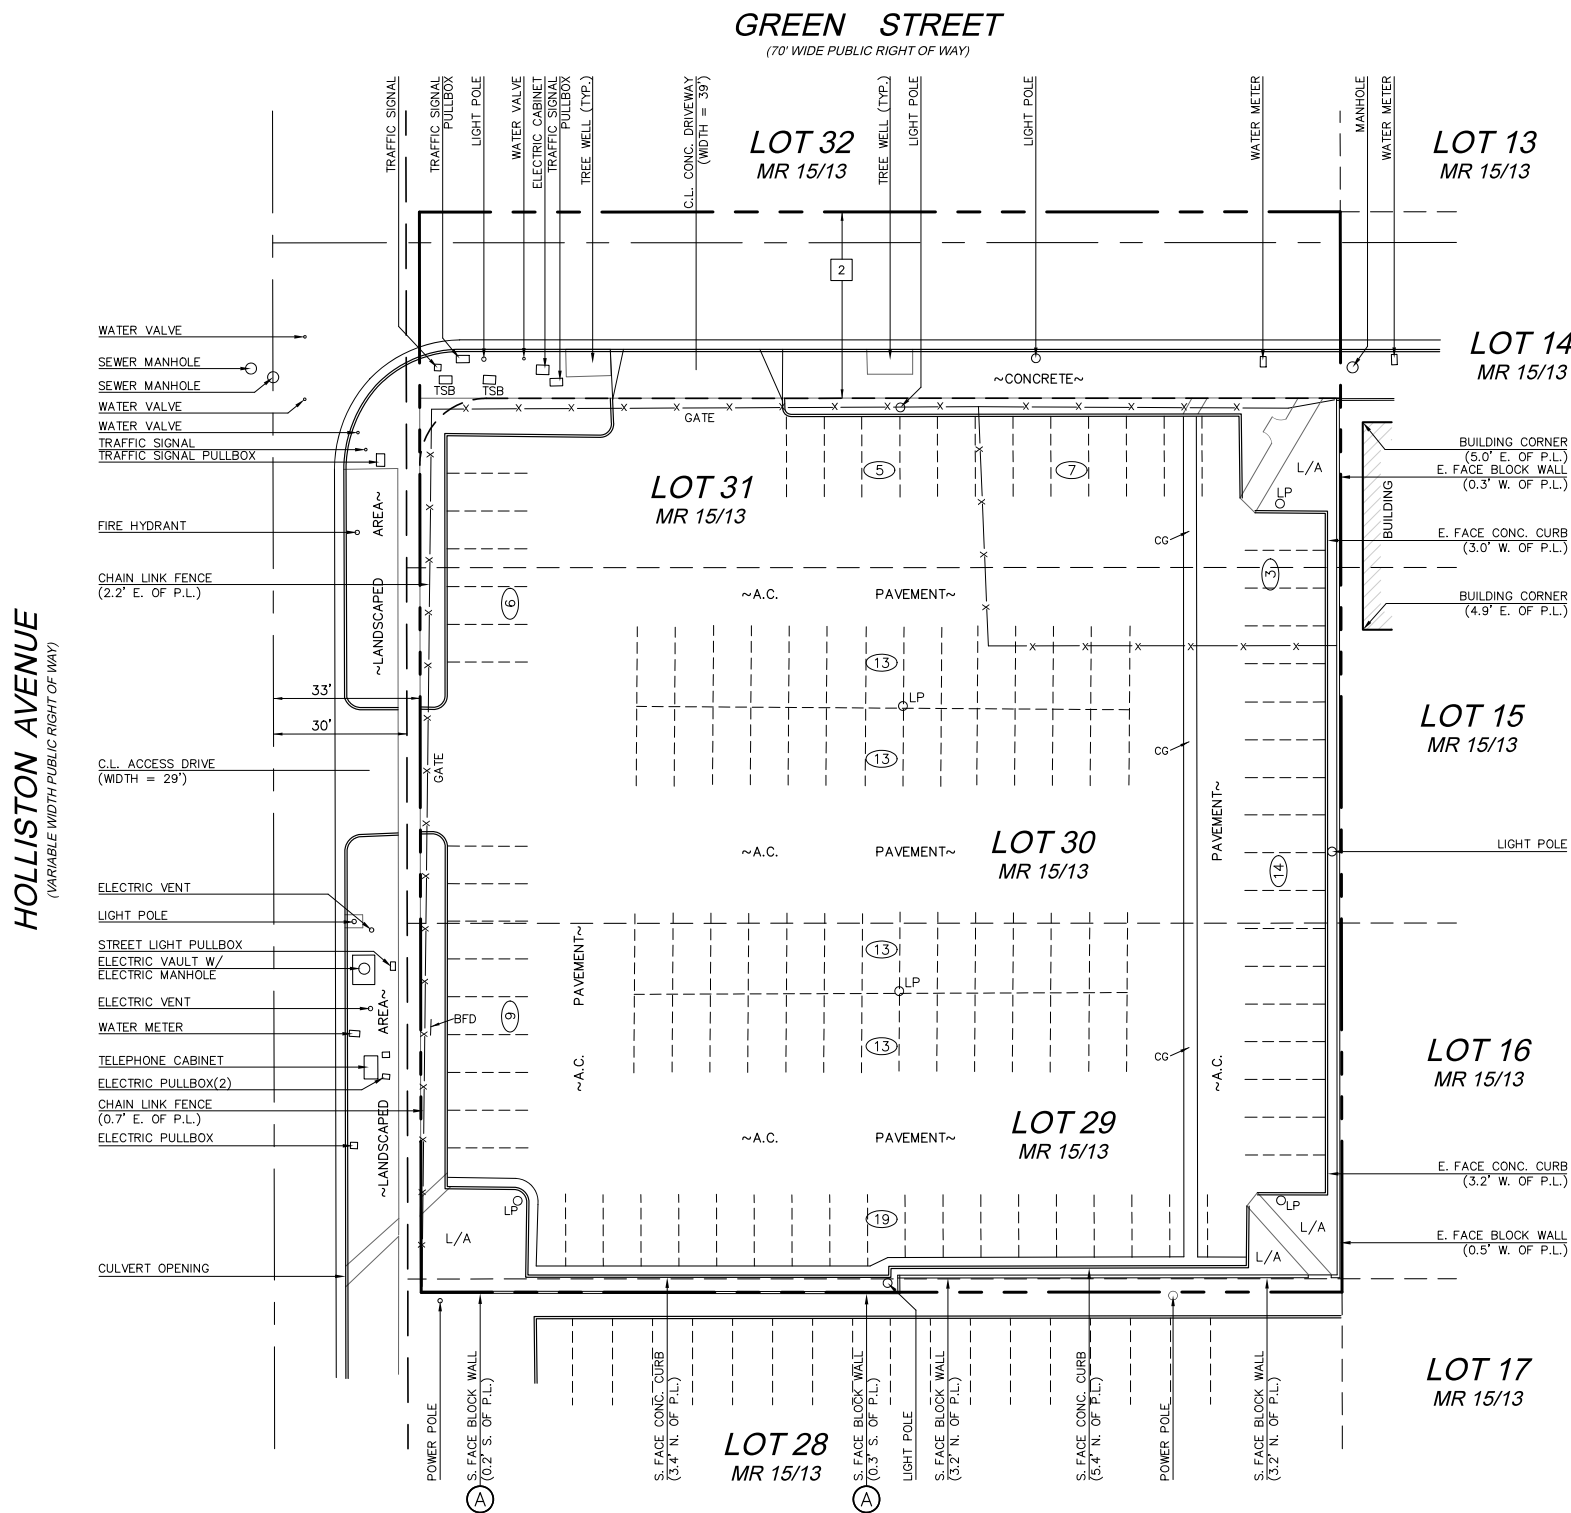 GREEN STREET
(70' WIDE PUBLIC RIGHT OF WAY)
TRAFFIC SIGNAL
TRAFFIC SIGNAL
PULLBOX
LIGHT POLE
WATER VALVE
ELECTRIC CABINET
TRAFFIC SIGNAL
PULLBOX
TREE WELL (TYP.)
C.L. CONC. DRIVEWAY
(WIDTH = 39')
TREE WELL (TYP.)
LIGHT POLE
LIGHT POLE
WATER METER
MANHOLE
WATER METER
LOT 32
MR 15/13
LOT 13
MR 15/13
2
WATER VALVE
SEWER MANHOLE
SEWER MANHOLE
WATER VALVE
WATER VALVE
TRAFFIC SIGNAL
TRAFFIC SIGNAL PULLBOX
FIRE HYDRANT
CHAIN LINK FENCE
(2.2' E. OF P.L.)
C.L. ACCESS DRIVE
(WIDTH = 29')
ELECTRIC VENT
LIGHT POLE
STREET LIGHT PULLBOX
ELECTRIC VAULT W/
ELECTRIC MANHOLE
ELECTRIC VENT
WATER METER
TELEPHONE CABINET
ELECTRIC PULLBOX(2)
CHAIN LINK FENCE
(0.7' E. OF P.L.)
ELECTRIC PULLBOX
CULVERT OPENING
HOLLISTON AVENUE
(VARIABLE WIDTH PUBLIC RIGHT OF WAY)
TSB
TSB
~CONCRETE~
GATE
LOT 14
MR 15/13
5
7
L/A
LP
BUILDING
BUILDING CORNER
(5.0' E. OF P.L.)
E. FACE BLOCK WALL
(0.3' W. OF P.L.)
E. FACE CONC. CURB
(3.0' W. OF P.L.)
BUILDING CORNER
(4.9' E. OF P.L.)
LOT 31
MR 15/13
~LANDSCAPED AREA~
CG
6
3
~A.C. PAVEMENT~
13
LP
33'
30'
LOT 15
MR 15/13
GATE
13
CG
~A.C. PAVEMENT~
LOT 30
MR 15/13
~A.C. PAVEMENT~
14
LIGHT POLE
13
LP
~A.C. PAVEMENT~
~LANDSCAPED AREA~
BFD
9
13
CG
LOT 16
MR 15/13
LOT 29
MR 15/13
~A.C. PAVEMENT~
E. FACE CONC. CURB
(3.2' W. OF P.L.)
LP
19
LP
L/A
L/A
L/A
E. FACE BLOCK WALL
(0.5' W. OF P.L.)
LOT 17
MR 15/13
LOT 28
MR 15/13
POWER POLE
S. FACE BLOCK WALL
(0.2' S. OF P.L.)
A
S. FACE CONC. CURB
(3.4' N. OF P.L.)
S. FACE BLOCK WALL
(0.3' S. OF P.L.)
A
LIGHT POLE
S. FACE BLOCK WALL
(3.2' N. OF P.L.)
S. FACE CONC. CURB
(5.4' N. OF P.L.)
POWER POLE
S. FACE BLOCK WALL
(3.2' N. OF P.L.)